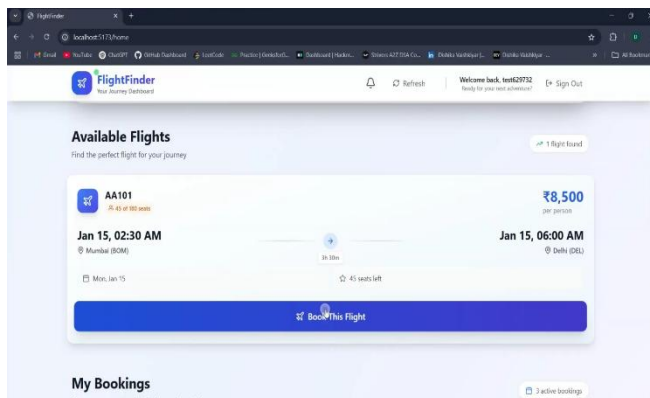 FlightFinder
localhost:5173/home
Gmail YouTube ChatGPT GitHub Dashboard LeetCode Practice | Dashboard | All Bookmarks
FlightFinder
Your Journey Dashboard
Refresh
Welcome back, test629732
Ready for your next adventure?
Sign Out
Available Flights
Find the perfect flight for your journey
1 flight found
AA101
45 of 180 seats
₹8,500
per person
Jan 15, 02:30 AM
Jan 15, 06:00 AM
Mumbai (BOM)
3h 30m
Delhi (DEL)
Mon, Jan 15
45 seats left
Book This Flight
My Bookings
3 active bookings